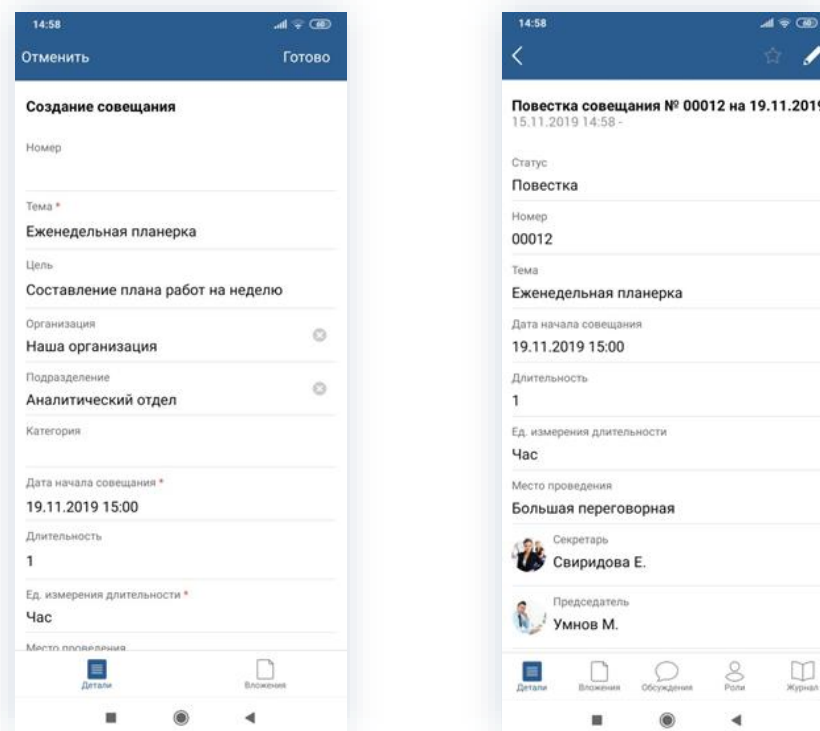 14:58
60
Отменить
Готово
Создание совещания
Номер
Тема *
Еженедельная планерка
Цель
Составление плана работ на неделю
Организация
Наша организация
Подразделение
Аналитический отдел
Категория
Дата начала совещания *
19.11.2019 15:00
Длительность
1
Ед. измерения длительности *
Час
Место проведения
Детали
Вложения
14:58
60
Повестка совещания № 00012 на 19.11.2019
15.11.2019 14:58 -
Статус
Повестка
Номер
00012
Тема
Еженедельная планерка
Дата начала совещания
19.11.2019 15:00
Длительность
1
Ед. измерения длительности
Час
Место проведения
Большая переговорная
Секретарь
Свиридова Е.
Председатель
Умнов М.
Детали
Вложения
Обсуждения
Роли
Журнал